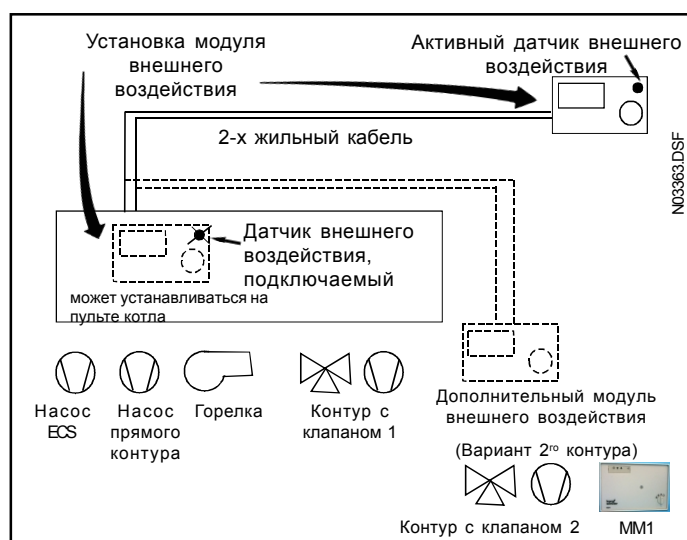 Установка модуля
внешнего
воздействия
Активный датчик внешнего
воздействия
2-х жильный кабель
N03363.DSF
Датчик внешнего
воздействия,
подключаемый
может устанавливаться на
пульте котла
Насос
ECS
Насос
прямого
контура
Горелка
Контур с
клапаном 1
Дополнительный модуль
внешнего воздействия
(Вариант 2го контура)
Контур с клапаном 2
MM1